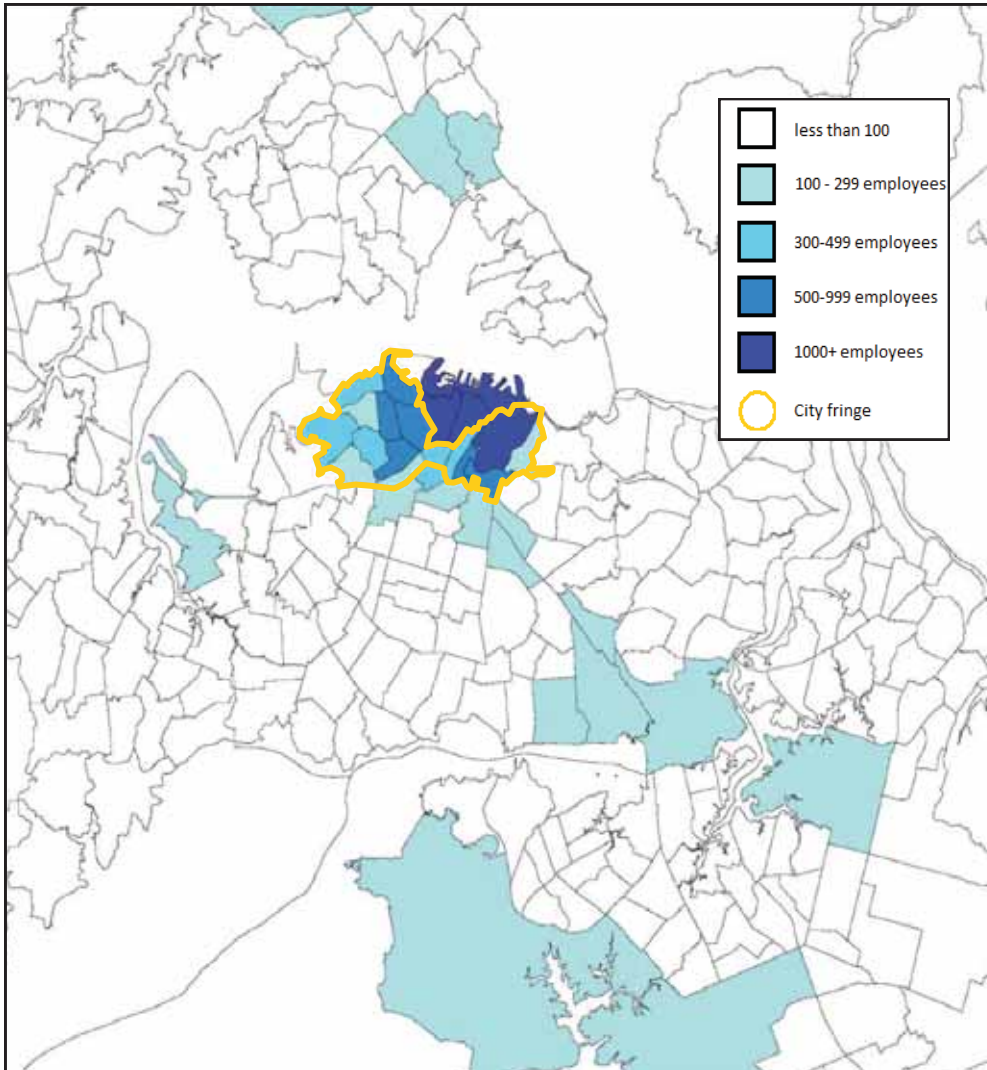 less than 100
100 - 299 employees
300-499 employees
500-999 employees
1000+ employees
City fringe